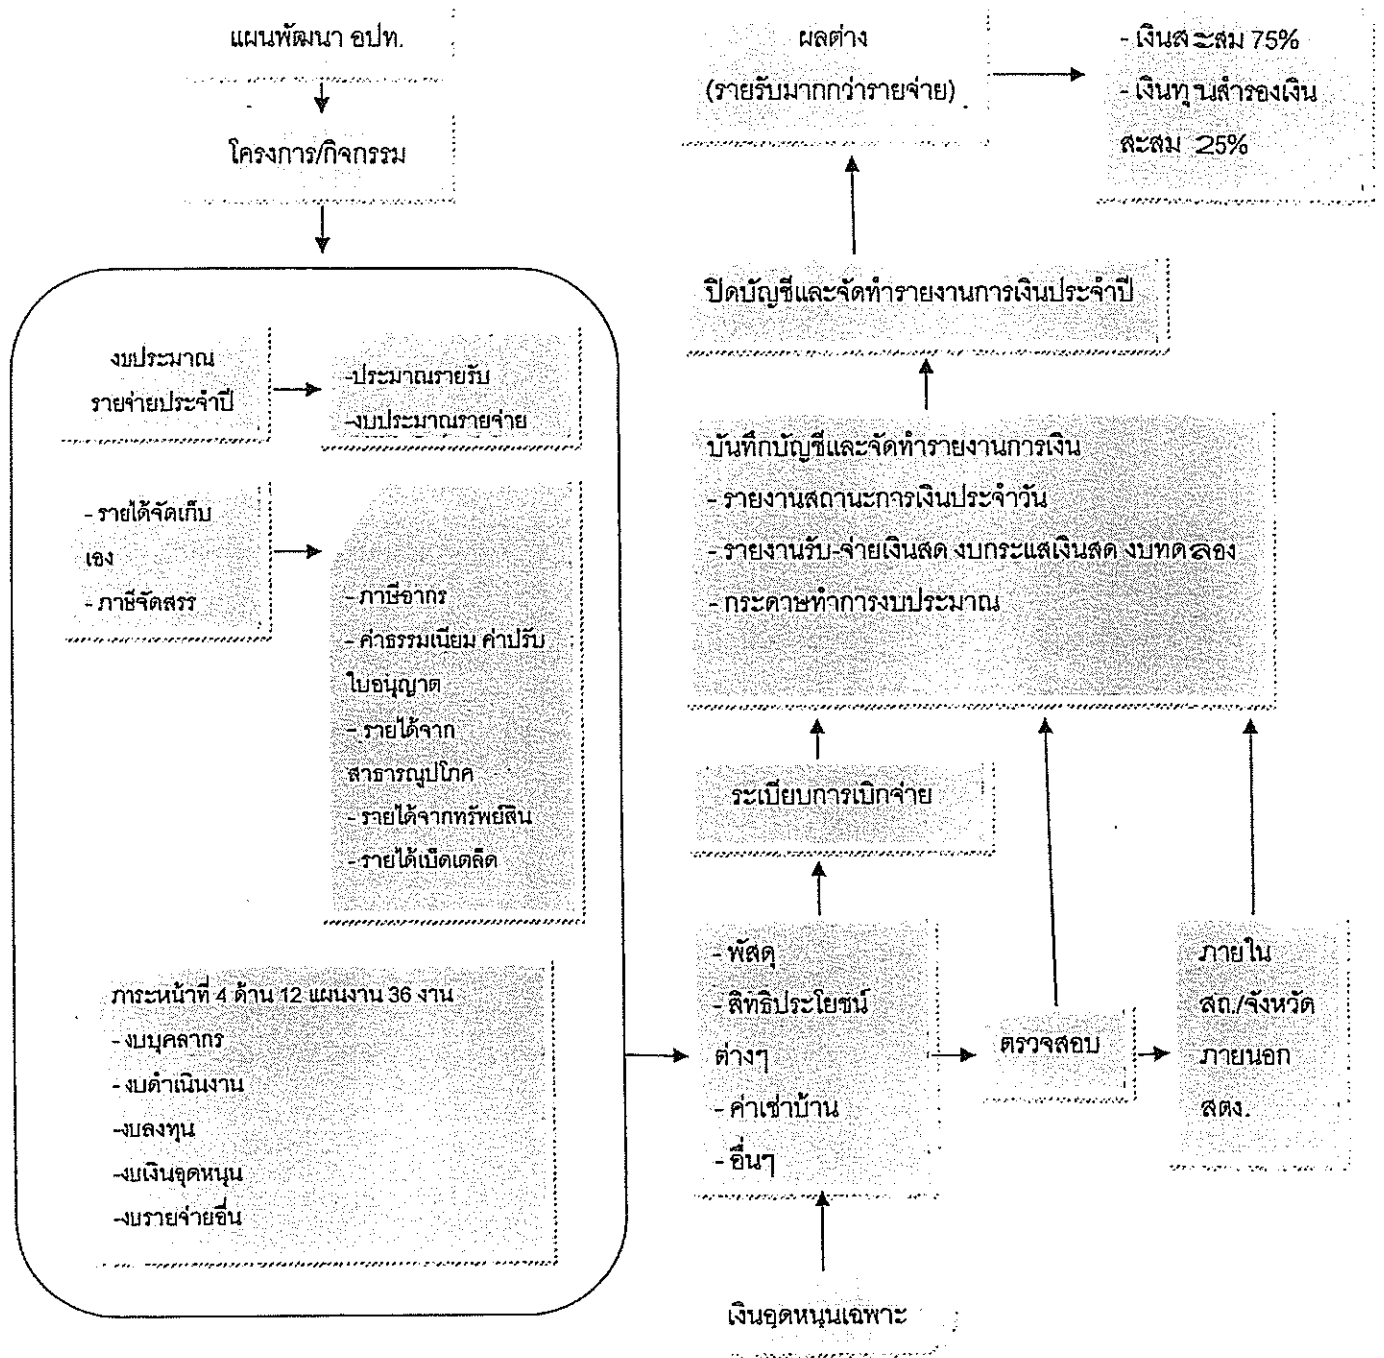 แผนพัฒนา อปท.
โครงการ/กิจกรรม
งบประมาณ
รายจ่ายประจำปี
-ประมาณรายรับ
-งบประมาณรายจ่าย
- รายได้จัดเก็บ
เอง
- ภาษีจัดสรร
- ภาษีอากร
- ค่าธรรมเนียม ค่าปรับ
ใบอนุญาต
- รายได้จาก
สาธารณูปโภค
- รายได้จากทรัพย์สิน
- รายได้เบ็ดเตล็ด
ภาระหน้าที่ 4 ด้าน 12 แผนงาน 36 งาน
-งบบุคลากร
-งบดำเนินงาน
-งบลงทุน
-งบเงินอุดหนุน
-งบรายจ่ายอื่น
ผลต่าง
(รายรับมากกว่ารายจ่าย)
- เงินสะสม 75%
- เงินทุนสำรองเงิน
สะสม 25%
ปิดบัญชีและจัดทำรายงานการเงินประจำปี
บันทึกบัญชีและจัดทำรายงานการเงิน
- รายงานสถานะการเงินประจำวัน
- รายงานรับ-จ่ายเงินสด งบกระแสเงินสด งบทดลอง
- กระดาษทำการงบประมาณ
ระเบียบการเบิกจ่าย
- พัสดุ
- สิทธิประโยชน์
ต่างๆ
- ค่าเช่าบ้าน
- อื่นๆ
ตรวจสอบ
ภายใน
สถ./จังหวัด
ภายนอก
สตง.
เงินอุดหนุนเฉพาะ